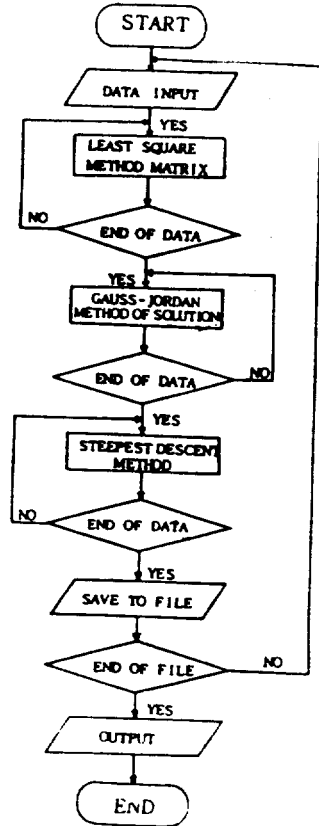 START
DATA INPUT
YES
LEAST SQUARE
METHOD MATRIX
NO
END OF DATA
YES
GAUSS-JORDAN
METHOD OF SOLUTION
END OF DATA
NO
YES
STEEPEST DESCENT
METHOD
NO
END OF DATA
YES
SAVE TO FILE
END OF FILE
NO
YES
OUTPUT
END